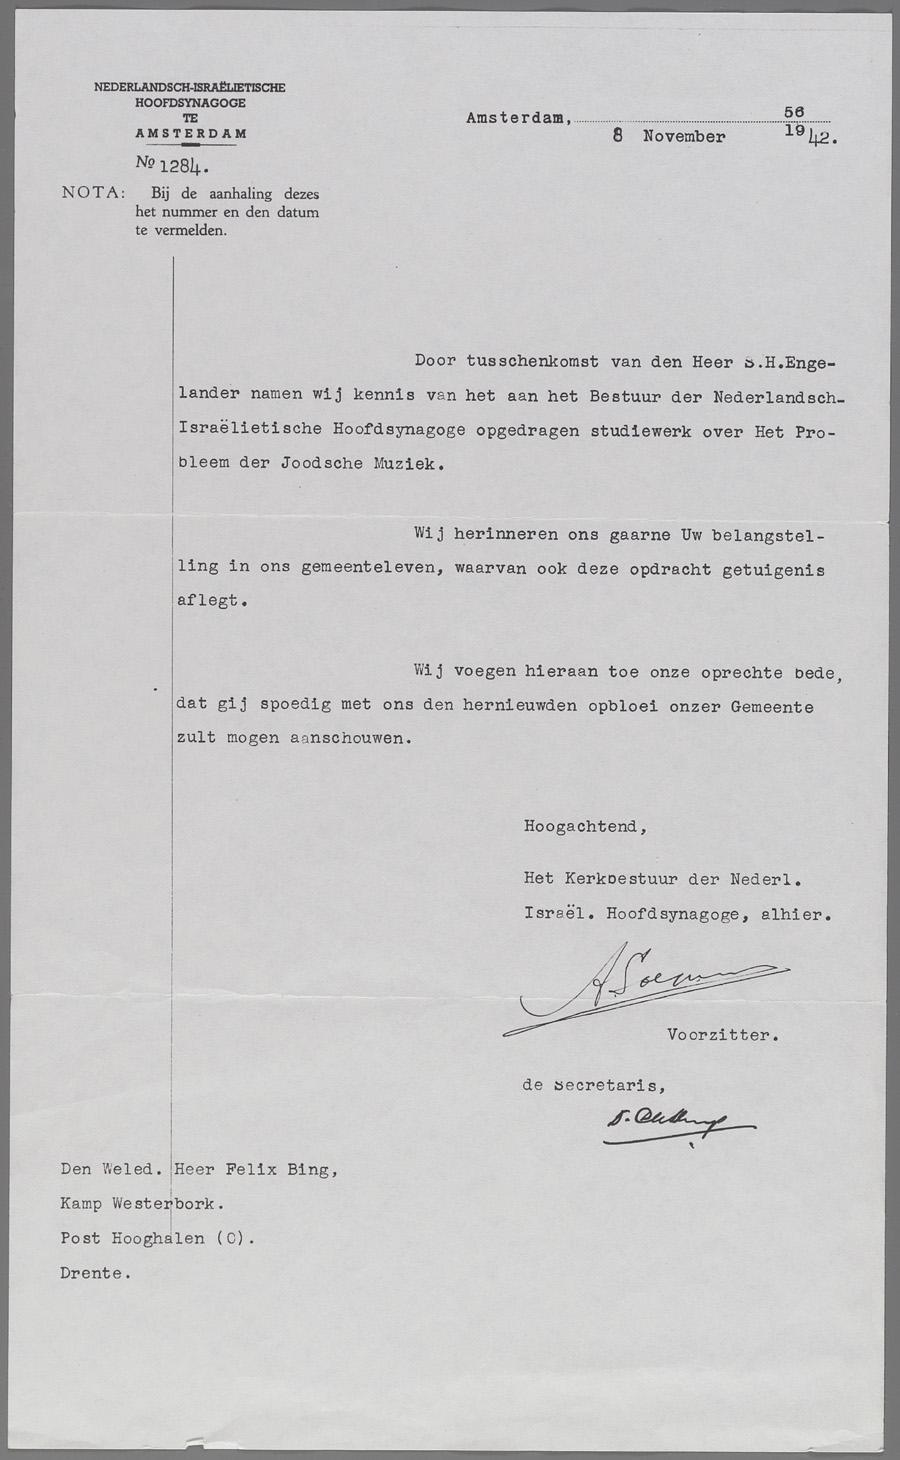 NEDERLANDSCH-ISRAËLIETISCHE
HOOFDSYNAGOGE
TE
AMSTERDAM
No 1284.
NOTA: Bij de aanhaling dezes
het nummer en den datum
te vermelden.
56
Amsterdam,
8 November 1942.
Door tusschenkomst van den Heer S.H.Enge-
lander namen wij kennis van het aan het Bestuur der Nederlandsch-
Israëlietische Hoofdsynagoge opgedragen studiewerk over Het Pro-
bleem der Joodsche Muziek.
Wij herinneren ons gaarne Uw belangstel-
ling in ons gemeenteleven, waarvan ook deze opdracht getuigenis
aflegt.
Wij voegen hieraan toe onze oprechte bede,
dat gij spoedig met ons den hernieuwden opbloei onzer Gemeente
zult mogen aanschouwen.
Hoogachtend,
Het Kerkbestuur der Nederl.
Israël. Hoofdsynagoge, alhier.
Voorzitter.
de Secretaris,
Den Weled. Heer Felix Bing,
Kamp Westerbork.
Post Hooghalen (O).
Drente.